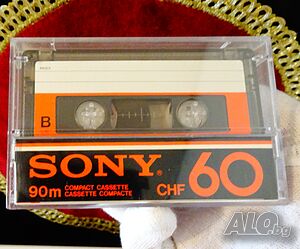 B
SONY®
90m COMPACT CASSETTE
CASSETTE COMPACTE
CHF 60
ALO.bg